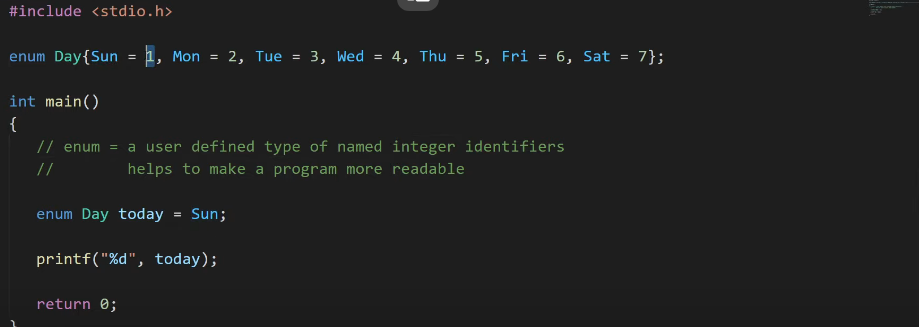 #include <stdio.h>
enum Day{Sun = 1, Mon = 2, Tue = 3, Wed = 4, Thu = 5, Fri = 6, Sat = 7};
int main()
{
// enum = a user defined type of named integer identifiers
// helps to make a program more readable
enum Day today = Sun;
printf("%d", today);
return 0;
}